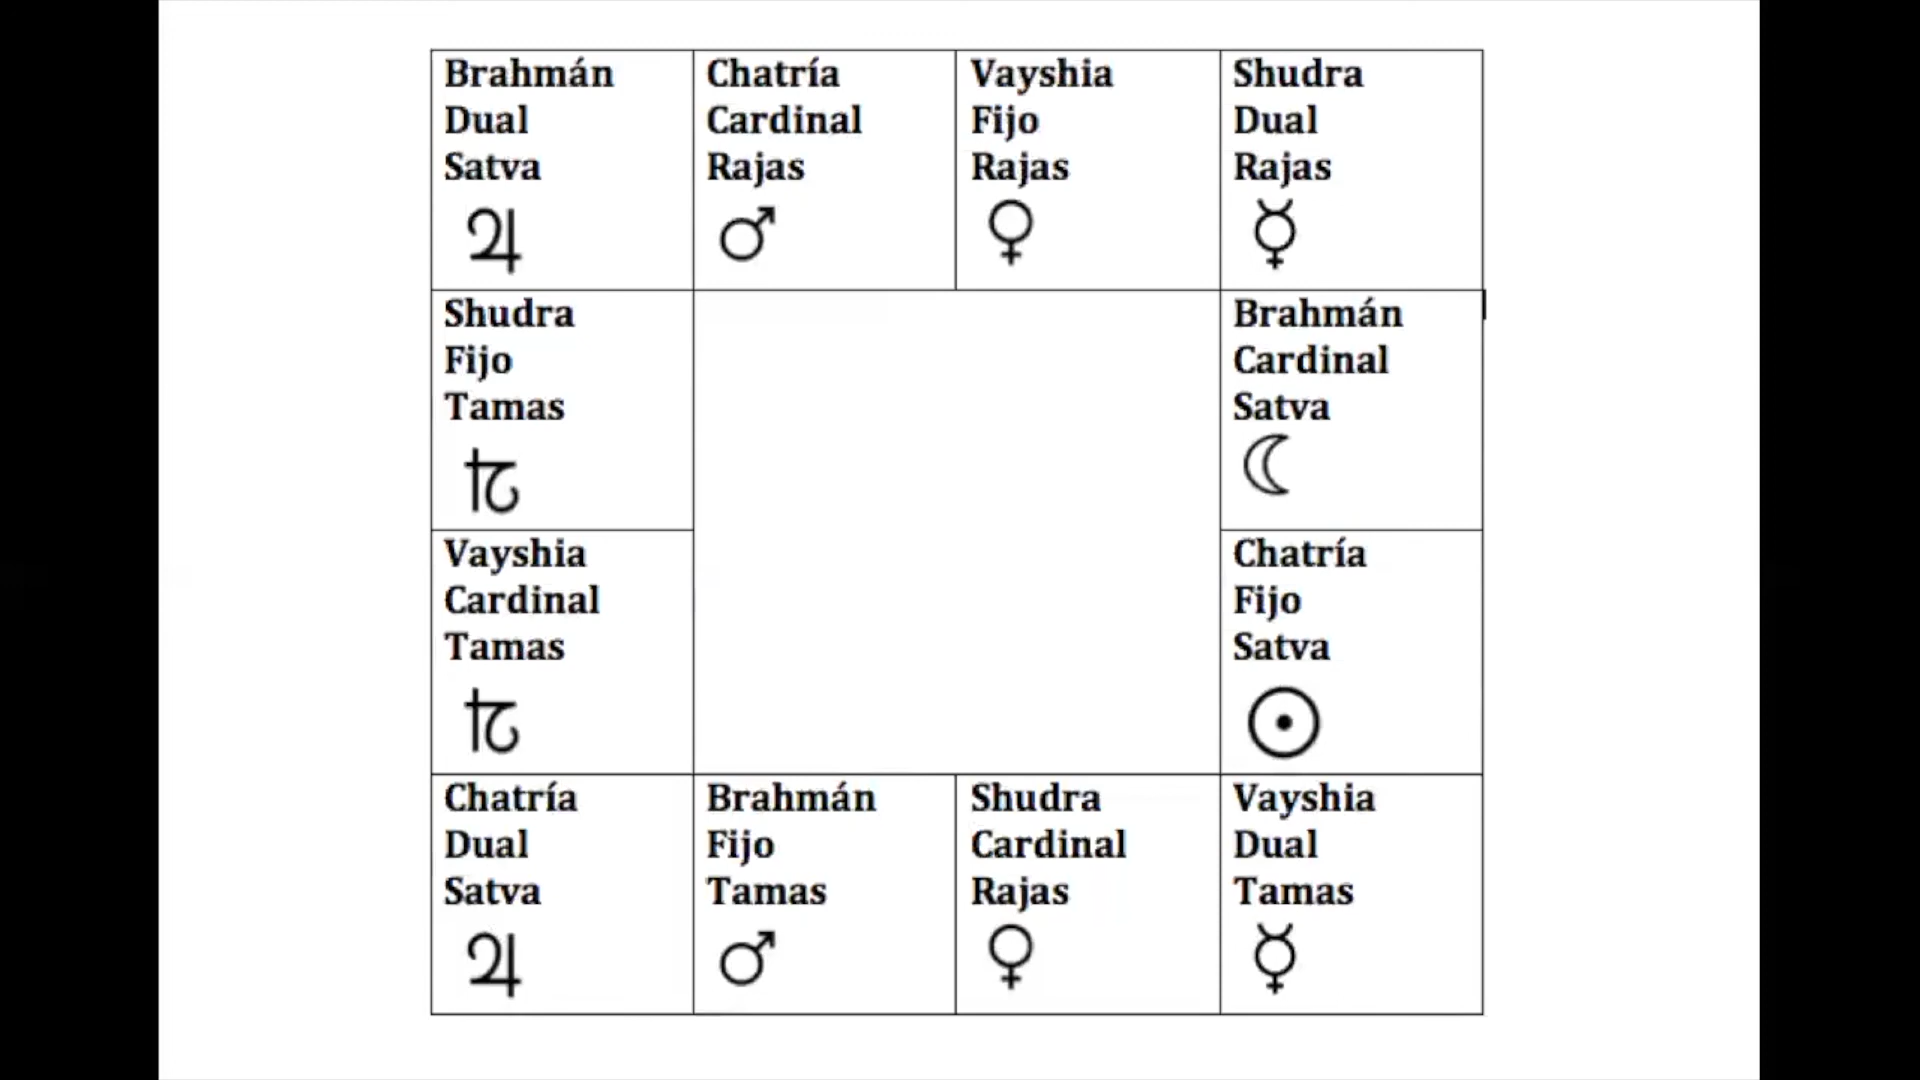 Brahmán
Dual
Satva
Chatría
Cardinal
Rajas
Vayshia
Fijo
Rajas
Shudra
Dual
Rajas
Shudra
Fijo
Tamas
Brahmán
Cardinal
Satva
Vayshia
Cardinal
Tamas
Chatría
Fijo
Satva
Chatría
Dual
Satva
Brahmán
Fijo
Tamas
Shudra
Cardinal
Rajas
Vayshia
Dual
Tamas